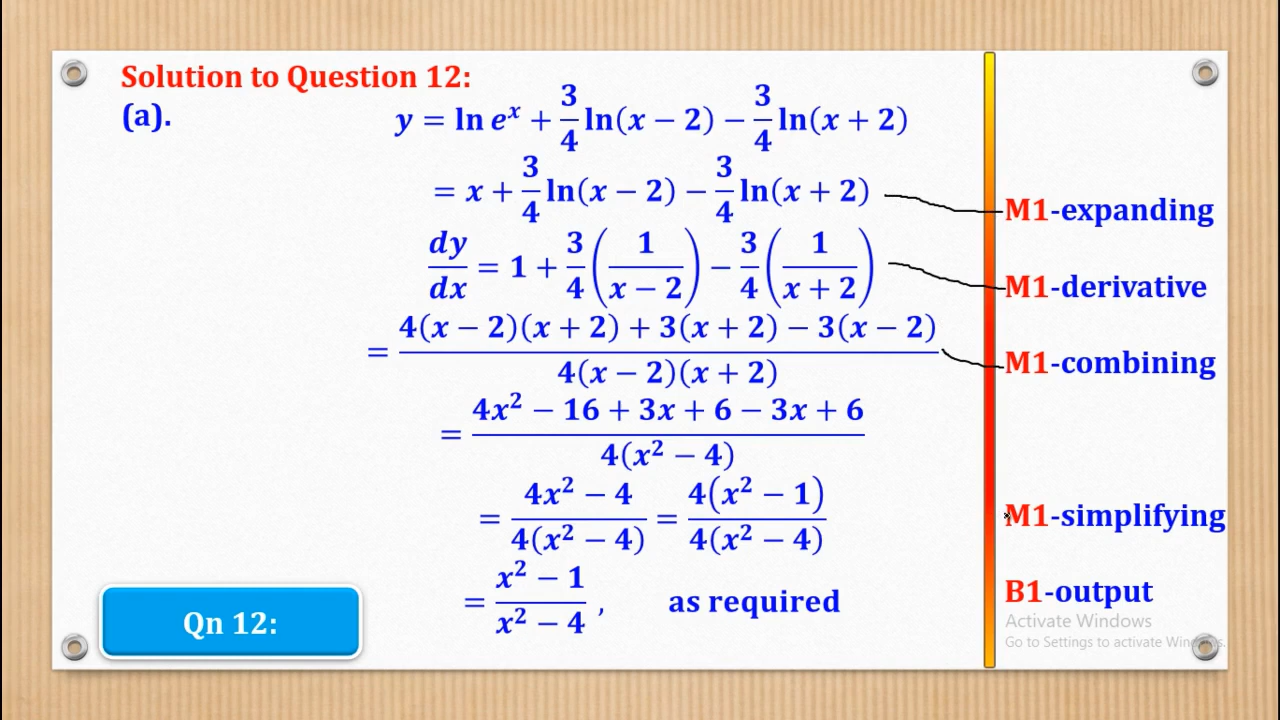 Solution to Question 12:
(a).
y = ln eˣ + 3/4 ln(x − 2) − 3/4 ln(x + 2)
= x + 3/4 ln(x − 2) − 3/4 ln(x + 2)
M1-expanding
dy/dx = 1 + 3/4 (1/(x − 2)) − 3/4 (1/(x + 2))
M1-derivative
= (4(x − 2)(x + 2) + 3(x + 2) − 3(x − 2))/(4(x − 2)(x + 2))
M1-combining
= (4x² − 16 + 3x + 6 − 3x + 6)/(4(x² − 4))
= (4x² − 4)/(4(x² − 4)) = (4(x² − 1))/(4(x² − 4))
M1-simplifying
= (x² − 1)/(x² − 4) , as required
B1-output
Qn 12:
Activate Windows
Go to Settings to activate Windows.